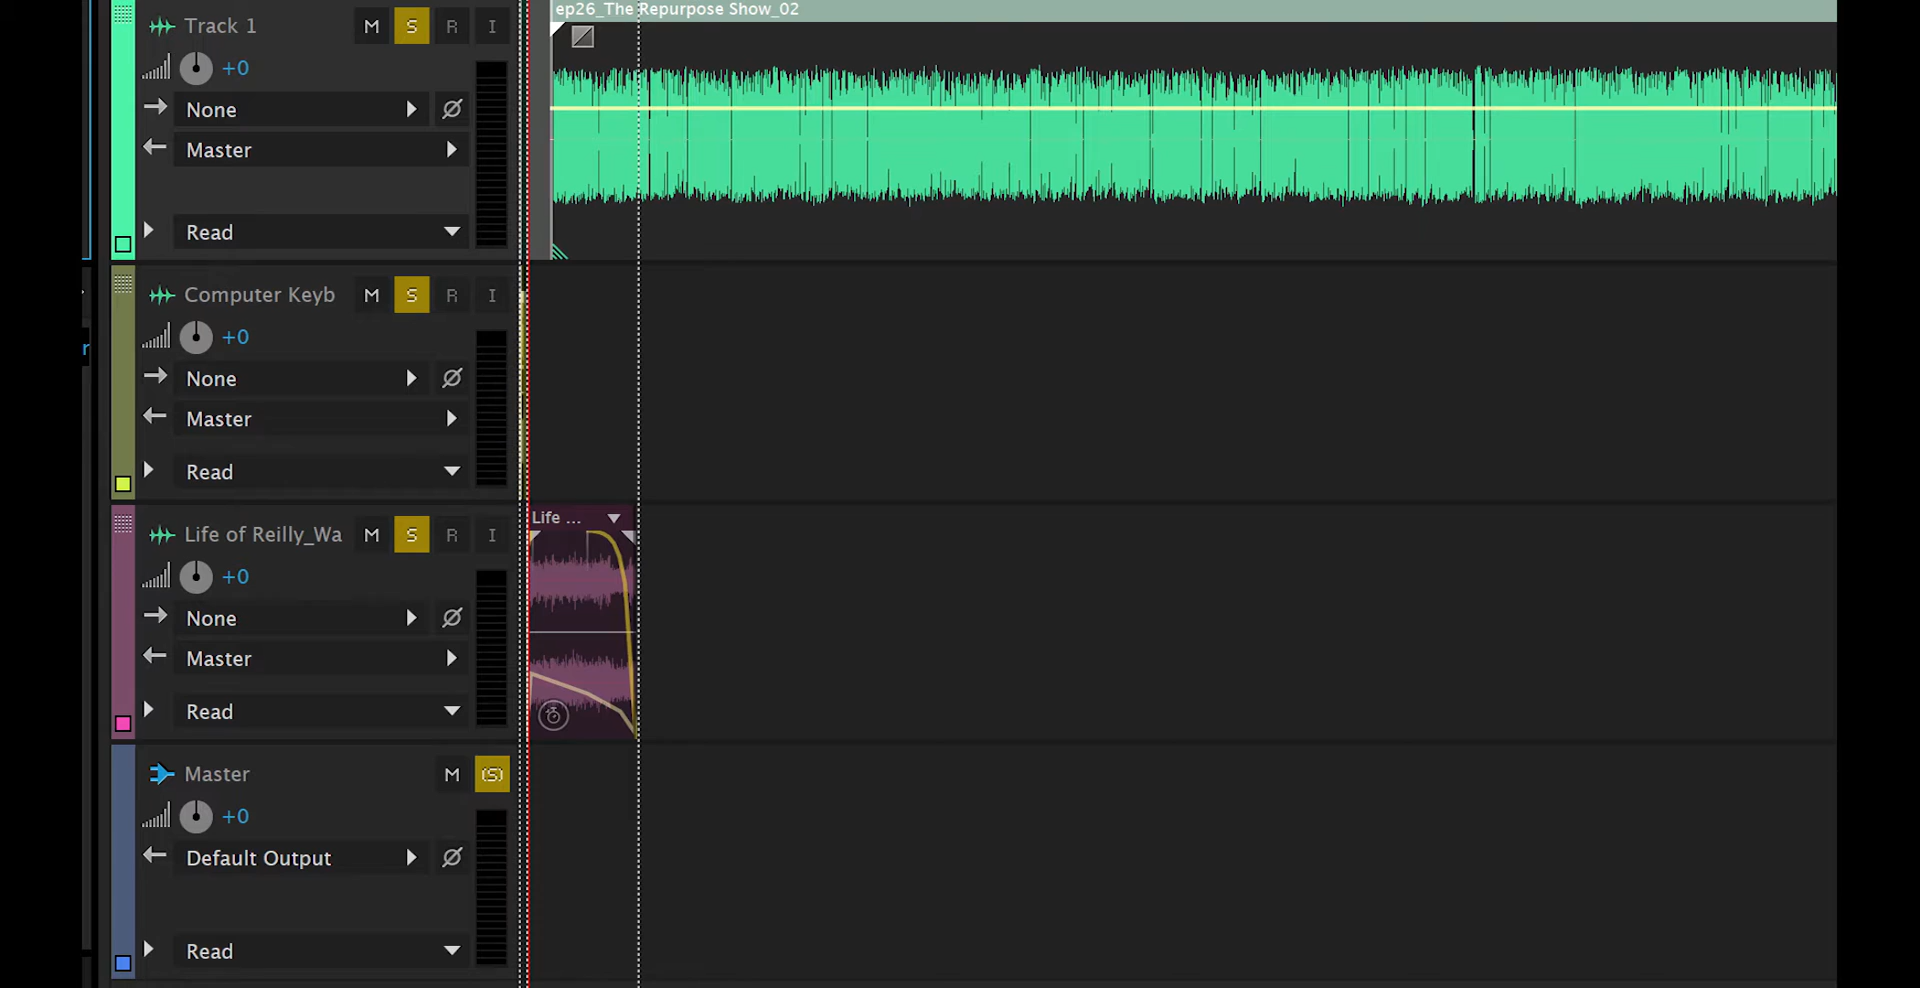 ep26_The Repurpose Show_02
Track 1 M S R I
+0
None
Master
Read
Computer Keyb M S R I
+0
None
Master
Read
Life of Reilly_Wa M S R I
Life ...
+0
None
Master
Read
Master M (S)
+0
Default Output
Read